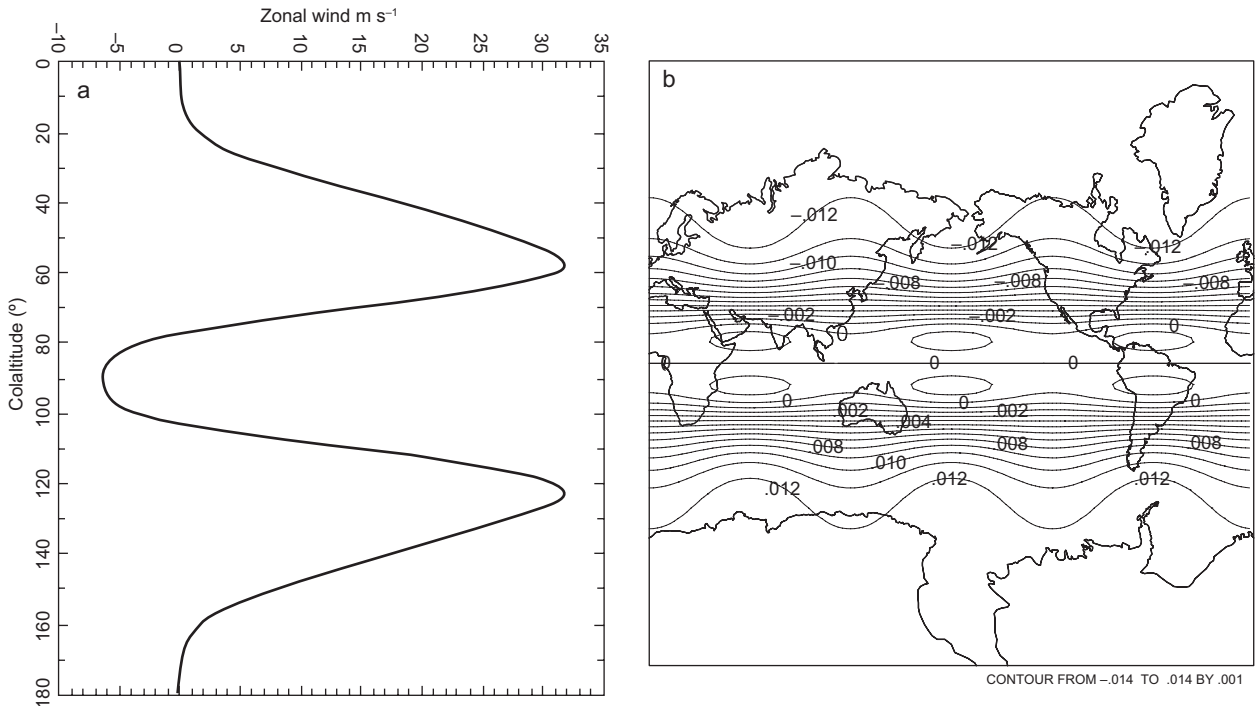 Zonal wind m s–1
–10 –5 0 5 10 15 20 25 30 35
a
Colaltitude (º)
0
20
40
60
80
100
120
140
160
180
b
–.012
–.012 –.012
–.010
–.008 –.008 –.008
–.002 –.002
0 0
0 0 0
0 0 0
.002 .002
.004
.008 .008 .008
.010
.012 .012 .012
CONTOUR FROM –.014 TO .014 BY .001